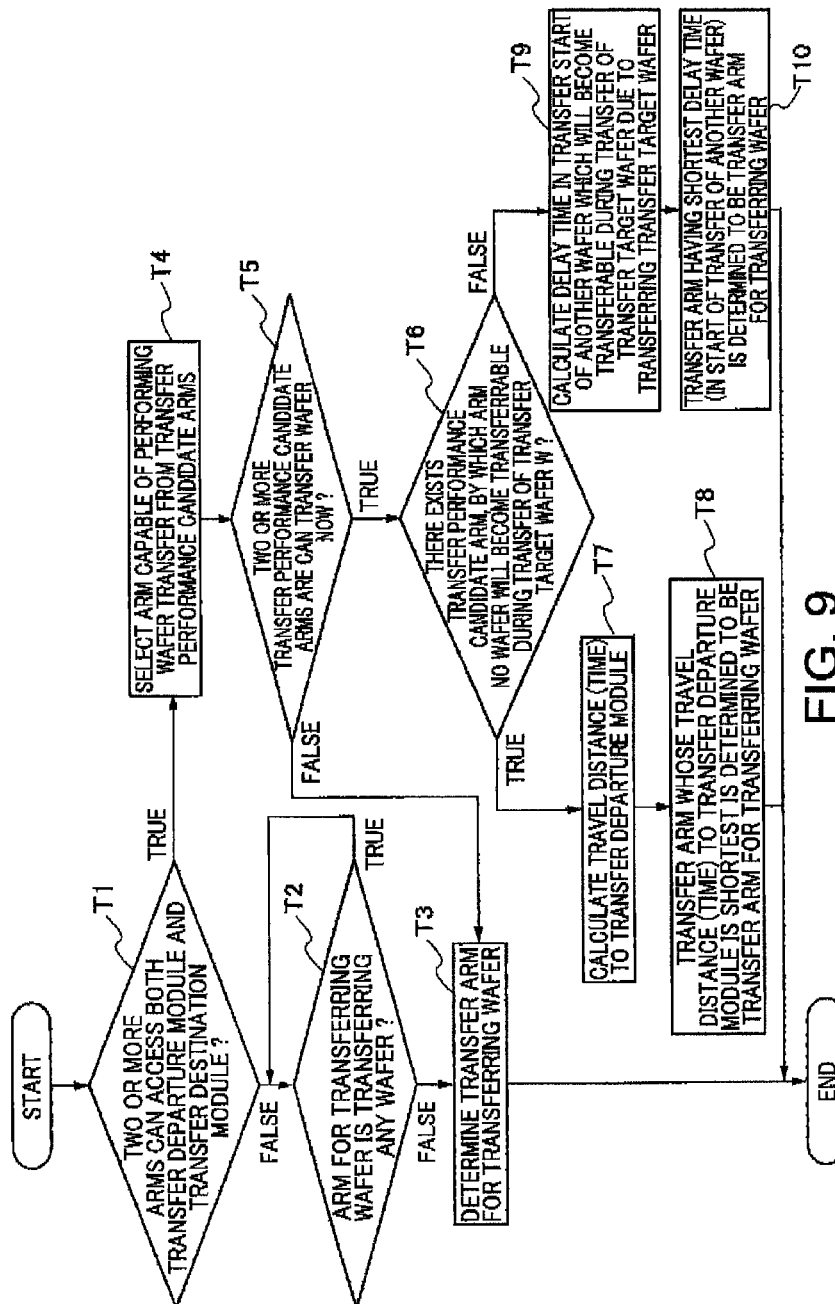 START
T1
TWO OR MORE
ARMS CAN ACCESS BOTH
TRANSFER DEPARTURE MODULE AND
TRANSFER DESTINATION
MODULE ?
TRUE
FALSE
T2
ARM FOR TRANSFERRING
WAFER IS TRANSFERRING
ANY WAFER ?
TRUE
FALSE
T3
DETERMINE TRANSFER ARM
FOR TRANSFERRING WAFER
END
T4
SELECT ARM CAPABLE OF PERFORMING
WAFER TRANSFER FROM TRANSFER
PERFORMANCE CANDIDATE ARMS
T5
TWO OR MORE
TRANSFER PERFORMANCE CANDIDATE
ARMS ARE CAN TRANSFER WAFER
NOW ?
FALSE
TRUE
T6
THERE EXISTS
TRANSFER PERFORMANCE
CANDIDATE ARM, BY WHICH ARM
NO WAFER WILL BECOME TRANSFERRABLE
DURING TRANSFER OF TRANSFER
TARGET WAFER W ?
TRUE
FALSE
T7
CALCULATE TRAVEL DISTANCE (TIME)
TO TRANSFER DEPARTURE MODULE
T8
TRANSFER ARM WHOSE TRAVEL
DISTANCE (TIME) TO TRANSFER DEPARTURE
MODULE IS SHORTEST IS DETERMINED TO BE
TRANSFER ARM FOR TRANSFERRING WAFER
T9
CALCULATE DELAY TIME IN TRANSFER START
OF ANOTHER WAFER WHICH WILL BECOME
TRANSFERABLE DURING TRANSFER OF
TRANSFER TARGET WAFER DUE TO
TRANSFERRING TRANSFER TARGET WAFER
T10
TRANSFER ARM HAVING SHORTEST DELAY TIME
(IN START OF TRANSFER OF ANOTHER WAFER)
IS DETERMINED TO BE TRANSFER ARM
FOR TRANSFERRING WAFER
FIG. 9